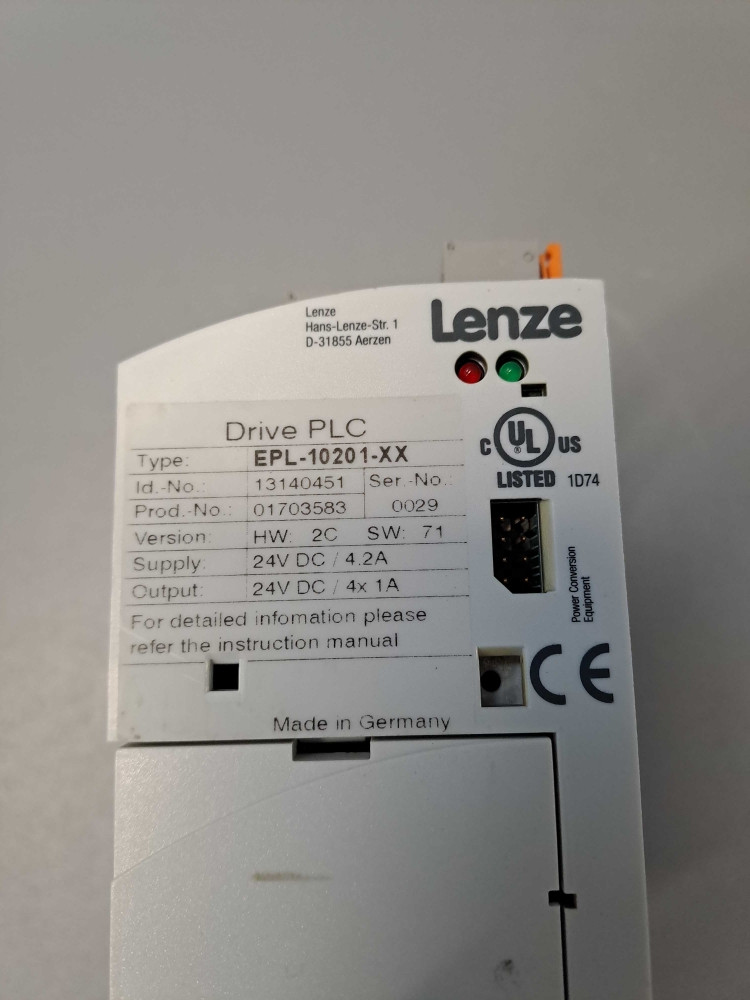 Lenze
Hans-Lenze-Str. 1
D-31855 Aerzen
Lenze
Drive PLC
Type: EPL-10201-XX
Id.-No.: 13140451 Ser.-No.:
Prod.-No.: 01703583 0029
Version: HW: 2C SW: 71
Supply: 24V DC / 4.2A
Output: 24V DC / 4x 1A
For detailed infomation please
refer the instruction manual
Made in Germany
C UL ® US
LISTED 1D74
Power Conversion
Equipment
CE